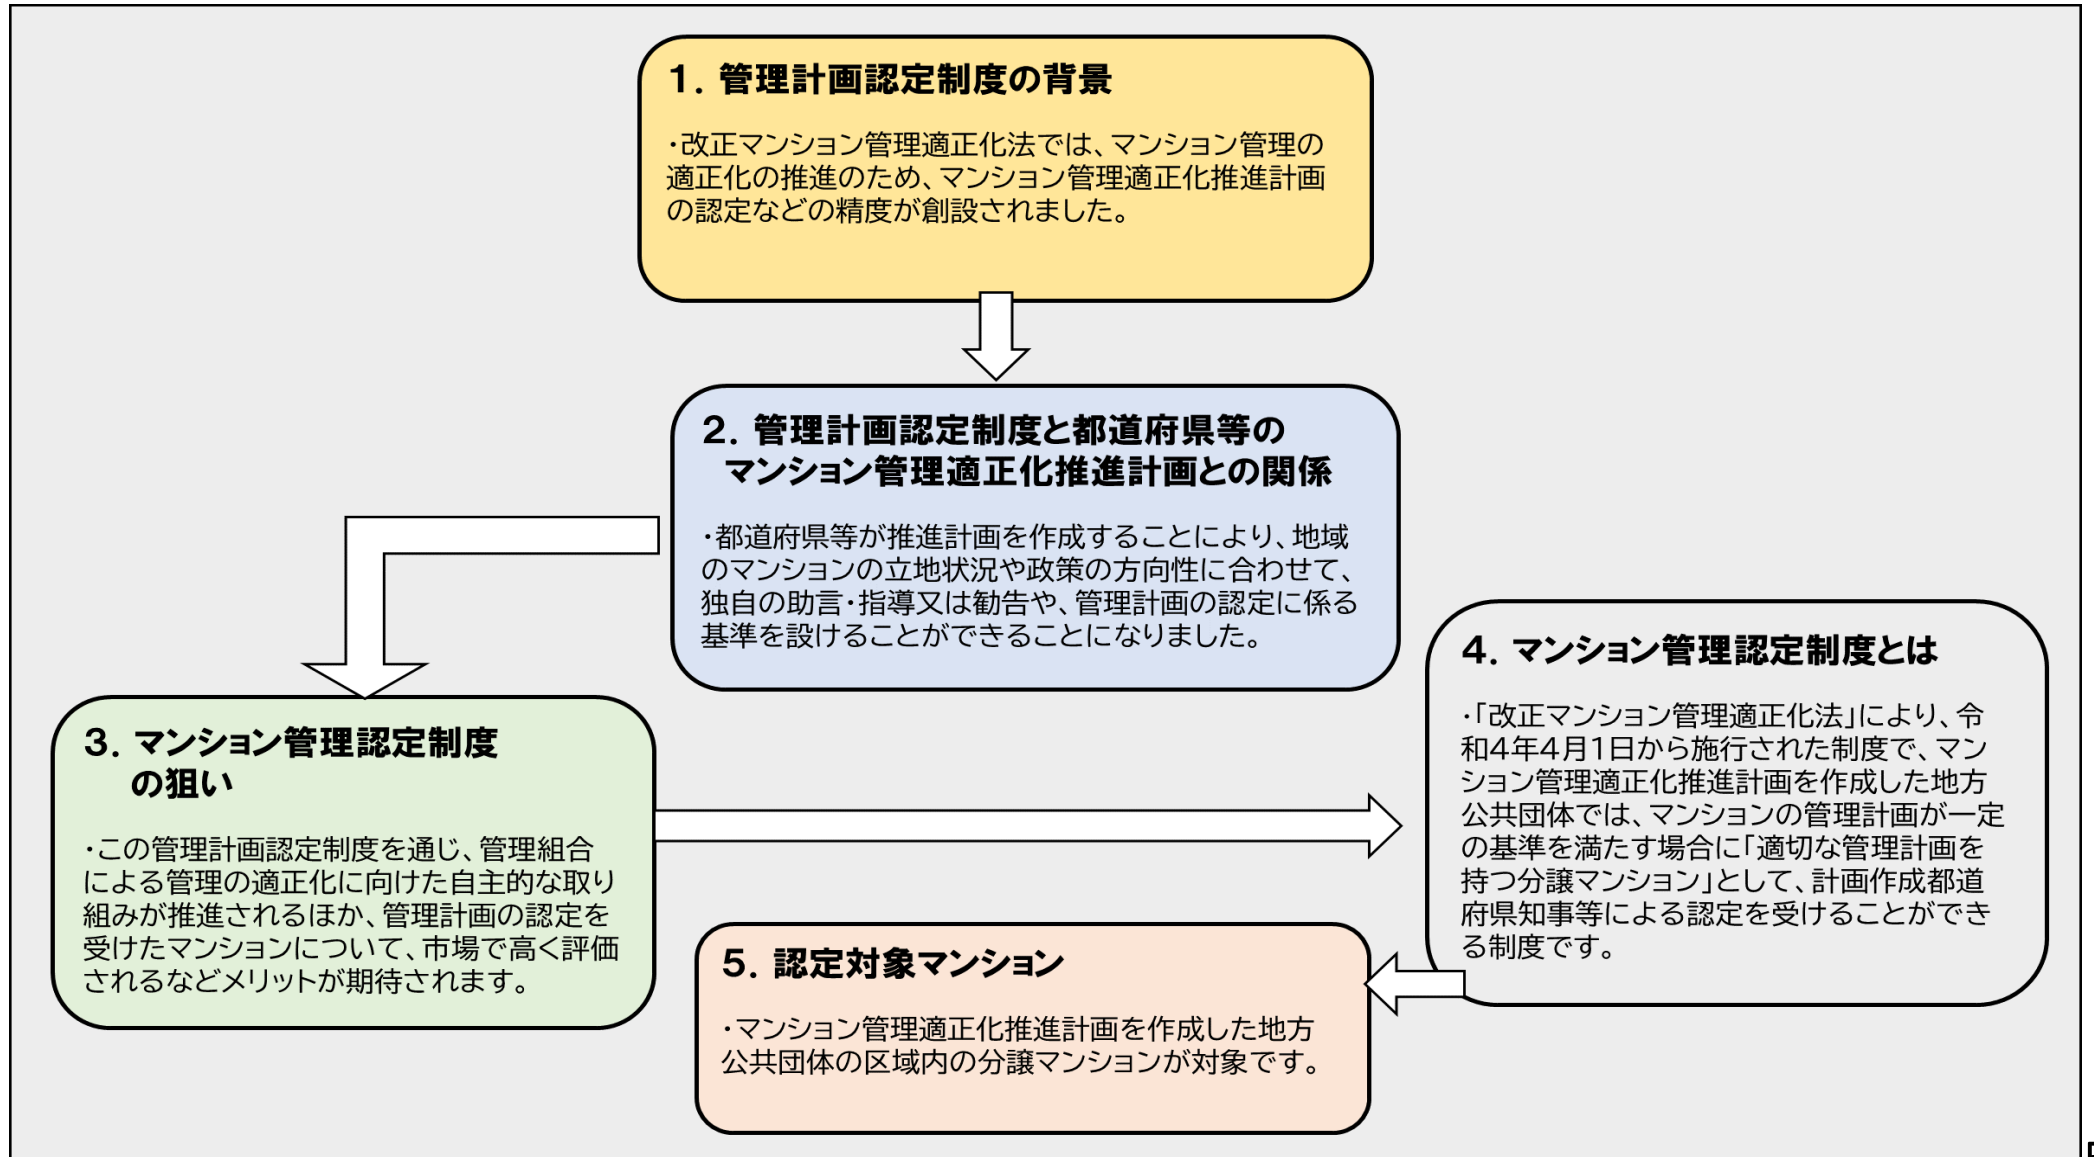 1. 管理計画認定制度の背景
・改正マンション管理適正化法では、マンション管理の
適正化の推進のため、マンション管理適正化推進計画
の認定などの精度が創設されました。
2. 管理計画認定制度と都道府県等の
マンション管理適正化推進計画との関係
・都道府県等が推進計画を作成することにより、地域
のマンションの立地状況や政策の方向性に合わせて、
独自の助言・指導又は勧告や、管理計画の認定に係る
基準を設けることができることになりました。
3. マンション管理認定制度
の狙い
・この管理計画認定制度を通じ、管理組合
による管理の適正化に向けた自主的な取り
組みが推進されるほか、管理計画の認定を
受けたマンションについて、市場で高く評価
されるなどメリットが期待されます。
4. マンション管理認定制度とは
・「改正マンション管理適正化法」により、令
和4年4月1日から施行された制度で、マン
ション管理適正化推進計画を作成した地方
公共団体では、マンションの管理計画が一定
の基準を満たす場合に「適切な管理計画を
持つ分譲マンション」として、計画作成都道
府県知事等による認定を受けることができ
る制度です。
5. 認定対象マンション
・マンション管理適正化推進計画を作成した地方
公共団体の区域内の分譲マンションが対象です。